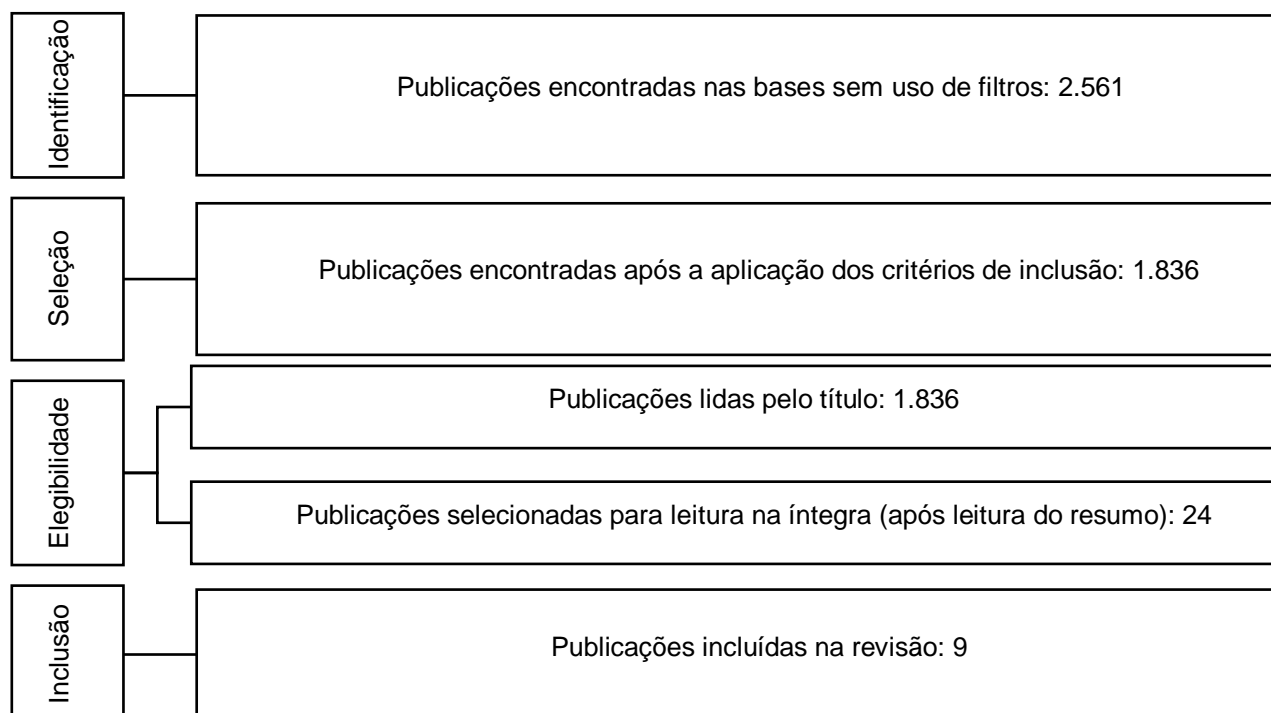 Identificação
Publicações encontradas nas bases sem uso de filtros: 2.561
Seleção
Publicações encontradas após a aplicação dos critérios de inclusão: 1.836
Elegibilidade
Publicações lidas pelo título: 1.836
Publicações selecionadas para leitura na íntegra (após leitura do resumo): 24
Inclusão
Publicações incluídas na revisão: 9